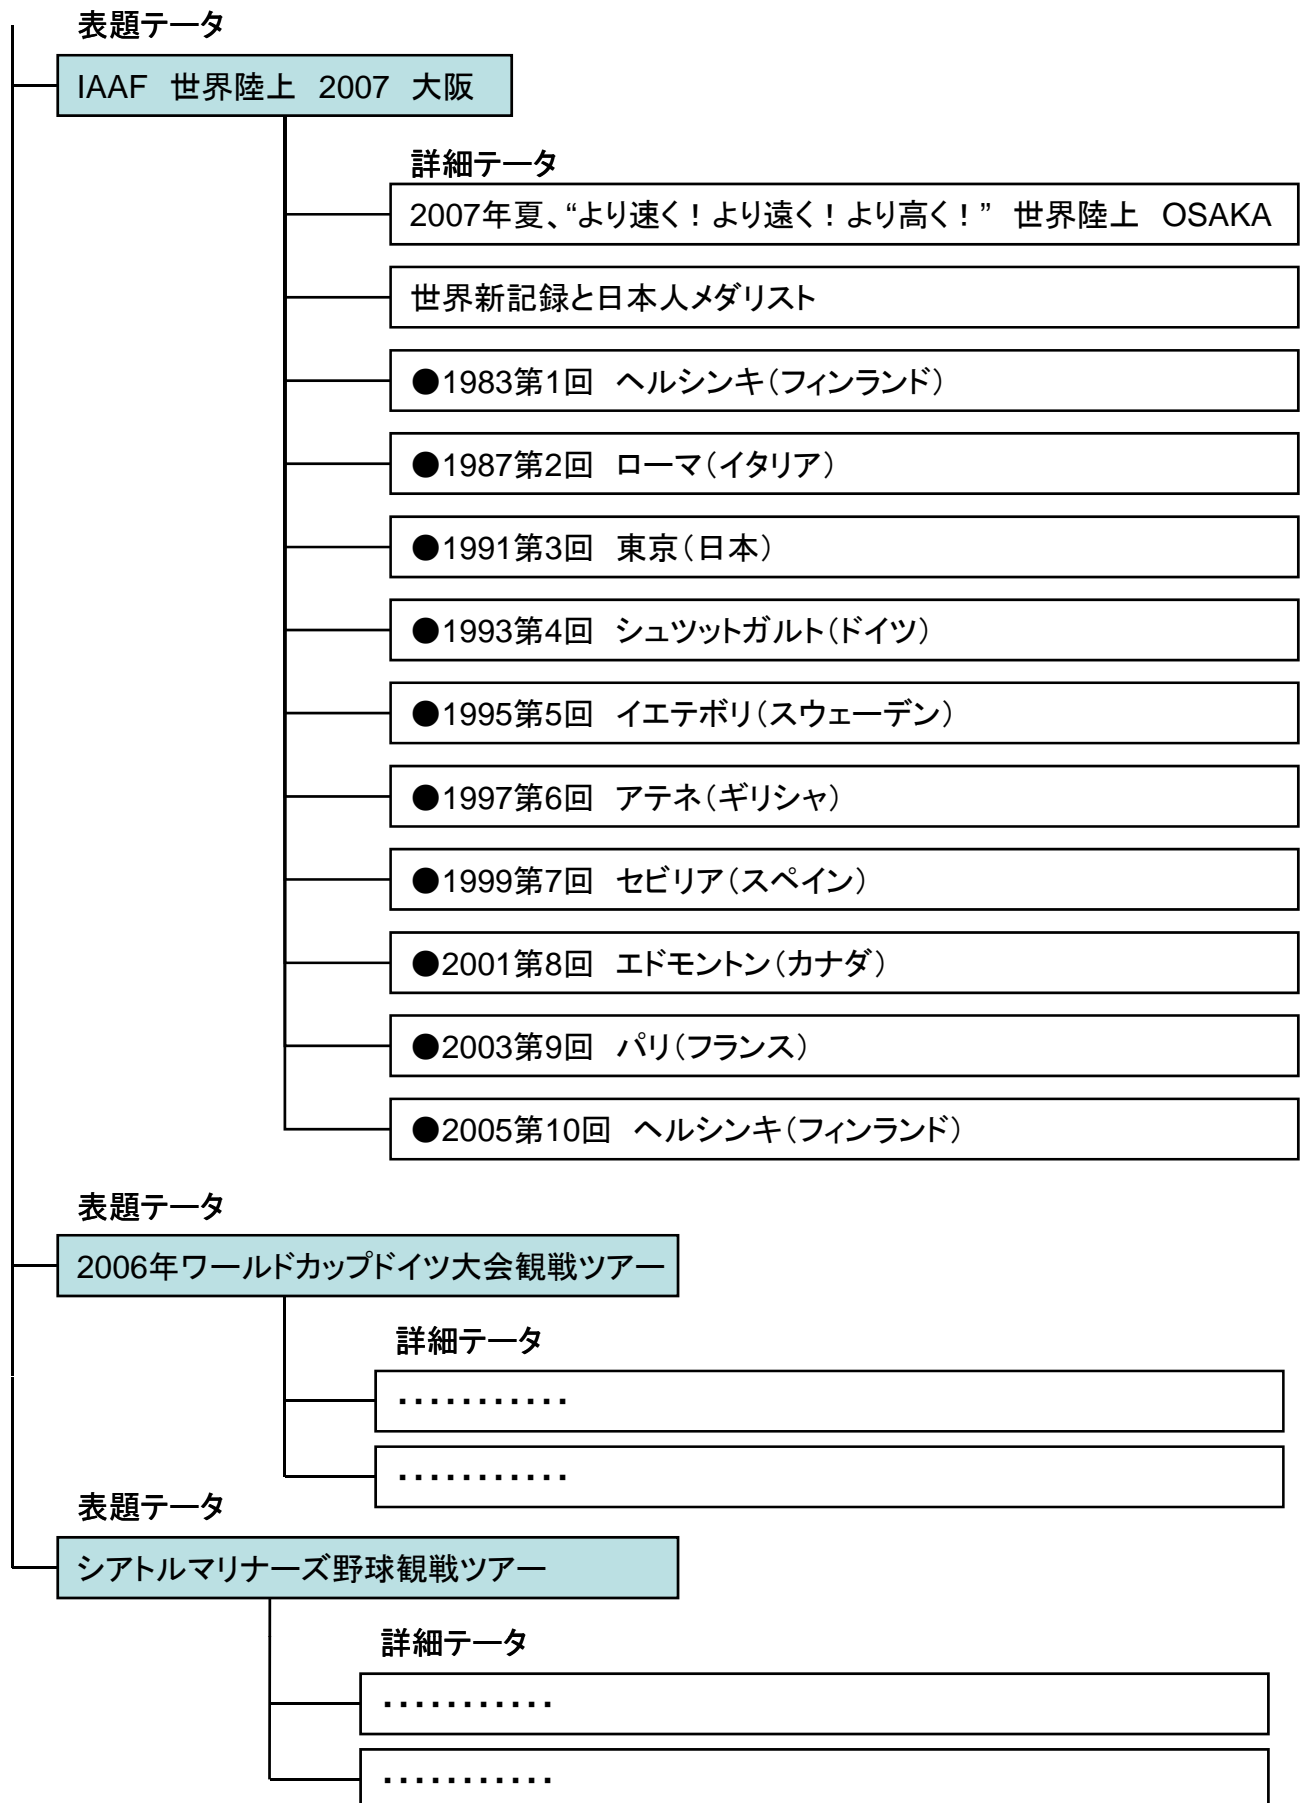 表題テータ
IAAF　世界陸上　2007　大阪
詳細テータ
2007年夏、“より速く！より遠く！より高く！”　世界陸上　OSAKA
世界新記録と日本人メダリスト
●1983第1回　ヘルシンキ（フィンランド）
●1987第2回　ローマ（イタリア）
●1991第3回　東京（日本）
●1993第4回　シュツットガルト（ドイツ）
●1995第5回　イエテボリ（スウェーデン）
●1997第6回　アテネ（ギリシャ）
●1999第7回　セビリア（スペイン）
●2001第8回　エドモントン（カナダ）
●2003第9回　パリ（フランス）
●2005第10回　ヘルシンキ（フィンランド）
表題テータ
2006年ワールドカップドイツ大会観戦ツアー
詳細テータ
・・・・・・・・・・・
・・・・・・・・・・・
表題テータ
シアトルマリナーズ野球観戦ツアー
詳細テータ
・・・・・・・・・・・
・・・・・・・・・・・